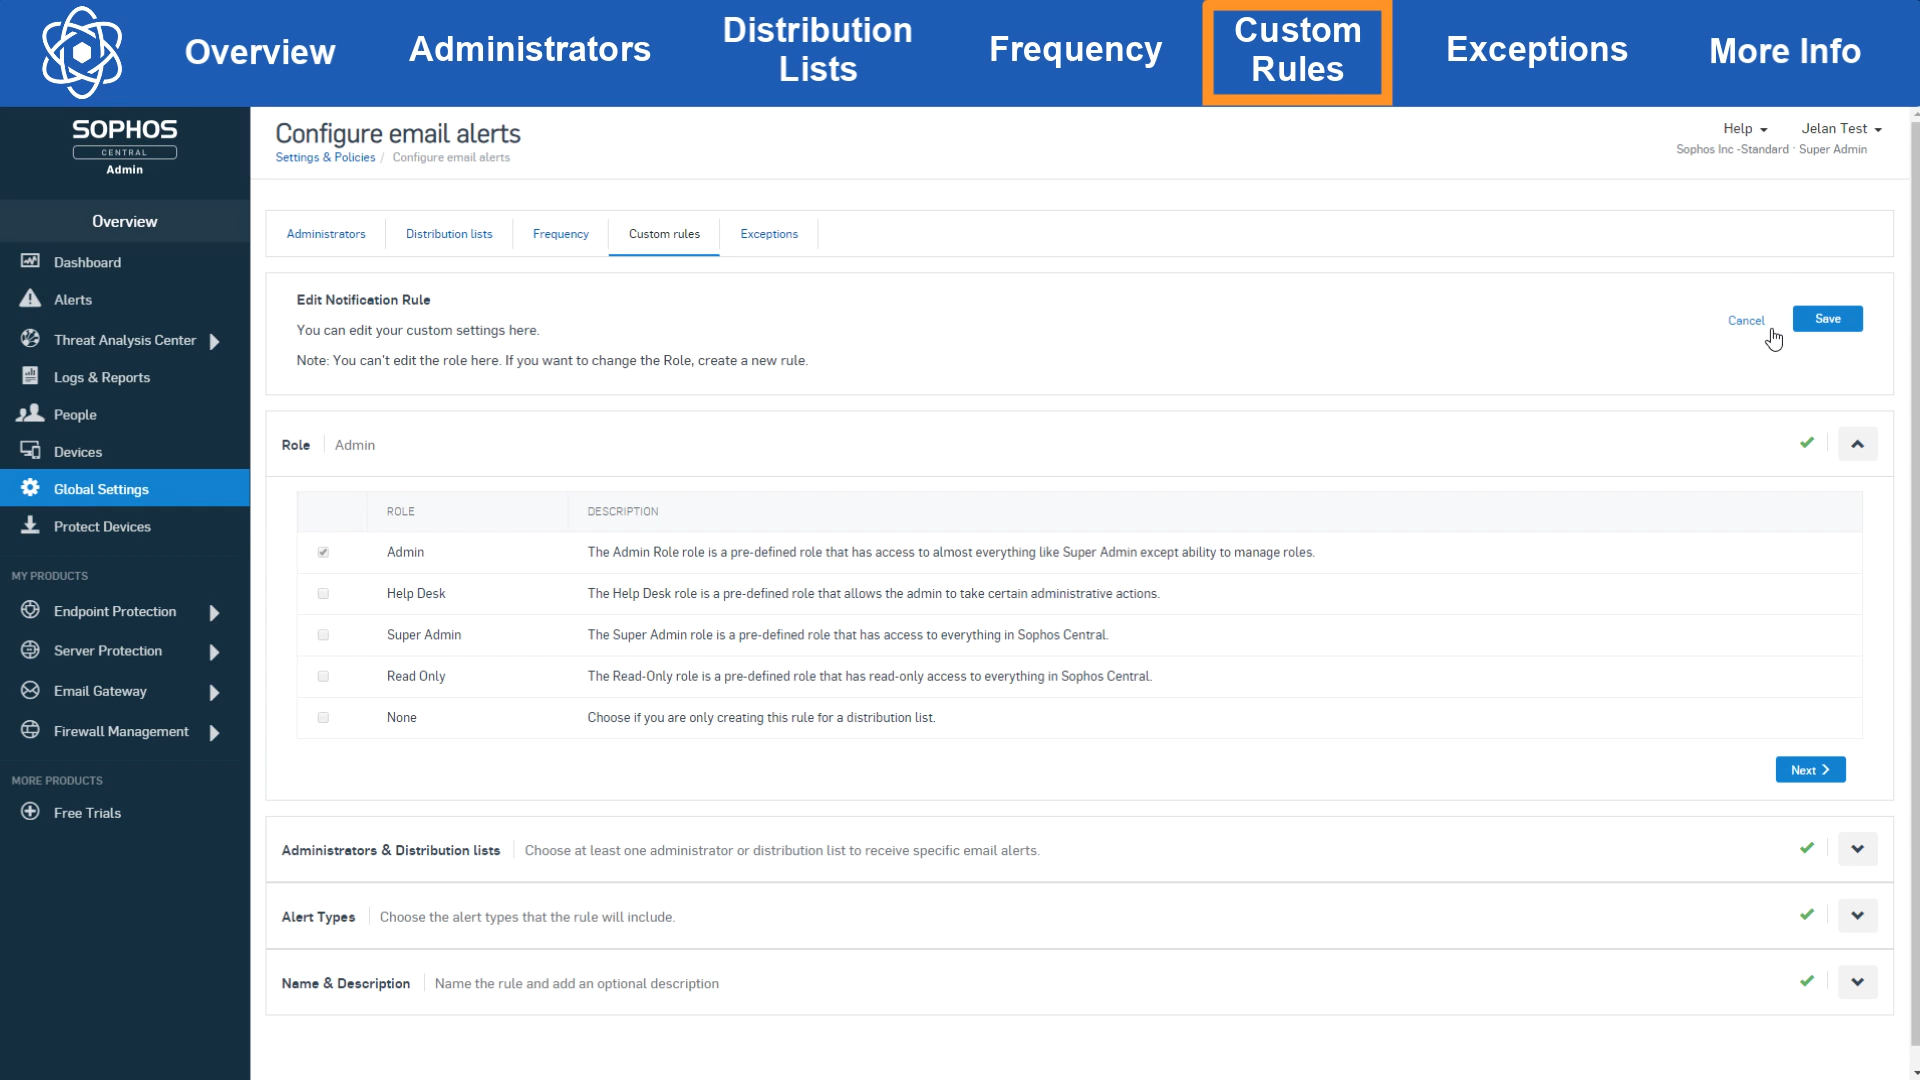 Overview
Administrators
Distribution
Lists
Frequency
Custom
Rules
Exceptions
More Info
SOPHOS
CENTRAL
Admin
Configure email alerts
Settings & Policies / Configure email alerts
Help
Jelan Test
Sophos Inc -Standard · Super Admin
Overview
Dashboard
Alerts
Threat Analysis Center
Logs & Reports
People
Devices
Global Settings
Protect Devices
MY PRODUCTS
Endpoint Protection
Server Protection
Email Gateway
Firewall Management
MORE PRODUCTS
Free Trials
Administrators
Distribution lists
Frequency
Custom rules
Exceptions
Edit Notification Rule
You can edit your custom settings here.
Note: You can't edit the role here. If you want to change the Role, create a new rule.
Cancel
Save
Role Admin
ROLE DESCRIPTION
Admin The Admin Role role is a pre-defined role that has access to almost everything like Super Admin except ability to manage roles.
Help Desk The Help Desk role is a pre-defined role that allows the admin to take certain administrative actions.
Super Admin The Super Admin role is a pre-defined role that has access to everything in Sophos Central.
Read Only The Read-Only role is a pre-defined role that has read-only access to everything in Sophos Central.
None Choose if you are only creating this rule for a distribution list.
Next
Administrators & Distribution lists Choose at least one administrator or distribution list to receive specific email alerts.
Alert Types Choose the alert types that the rule will include.
Name & Description Name the rule and add an optional description